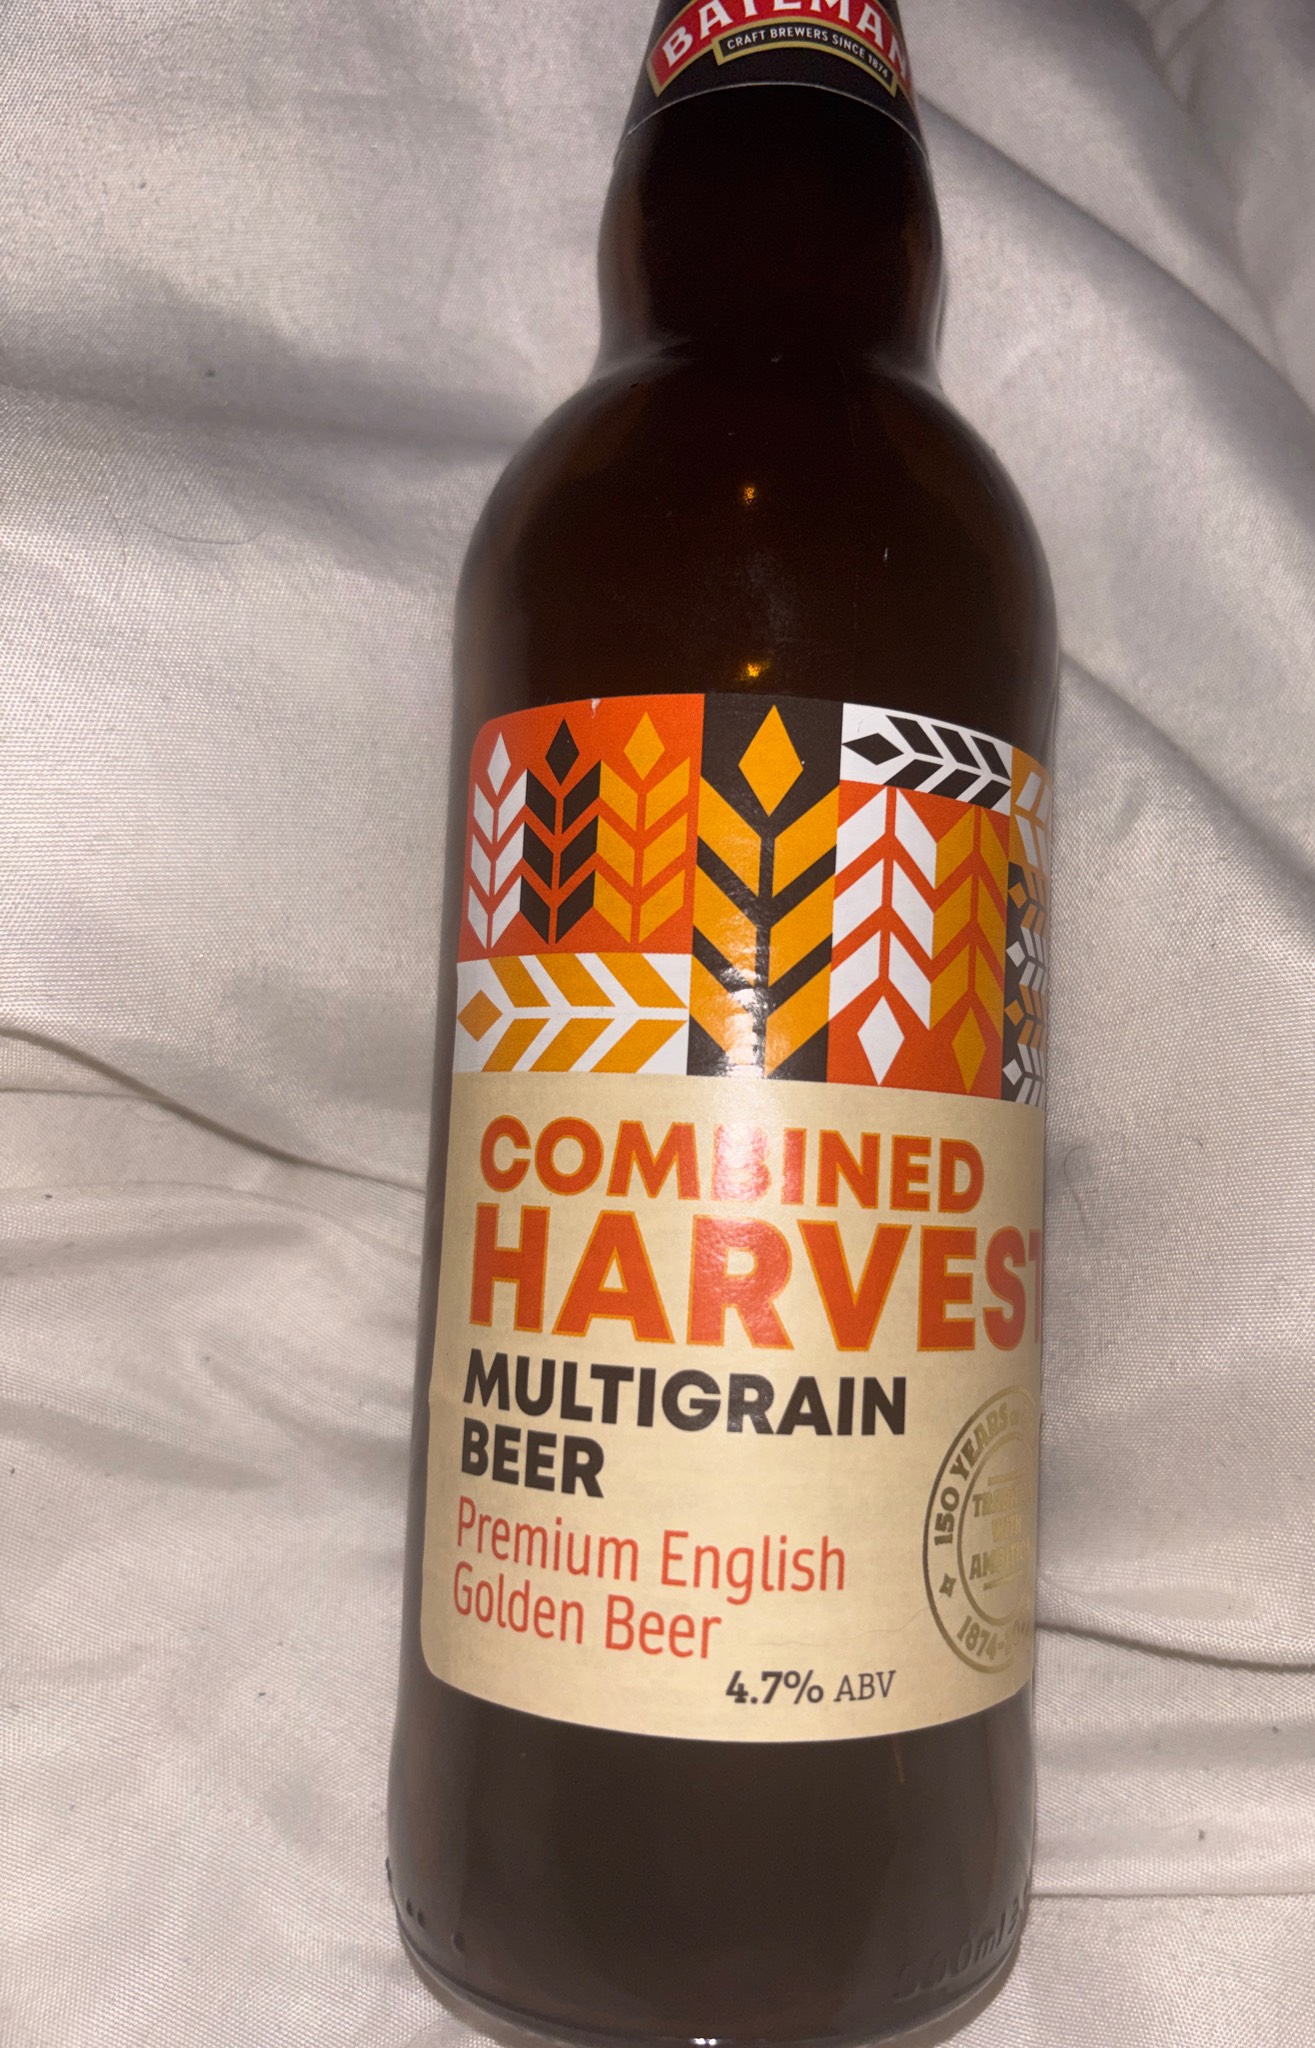 BATEMAN
CRAFT BREWERS SINCE 1874
COMBINED
HARVEST
MULTIGRAIN
BEER
Premium English
Golden Beer
4.7% ABV
150 YEARS
1874-
500ml